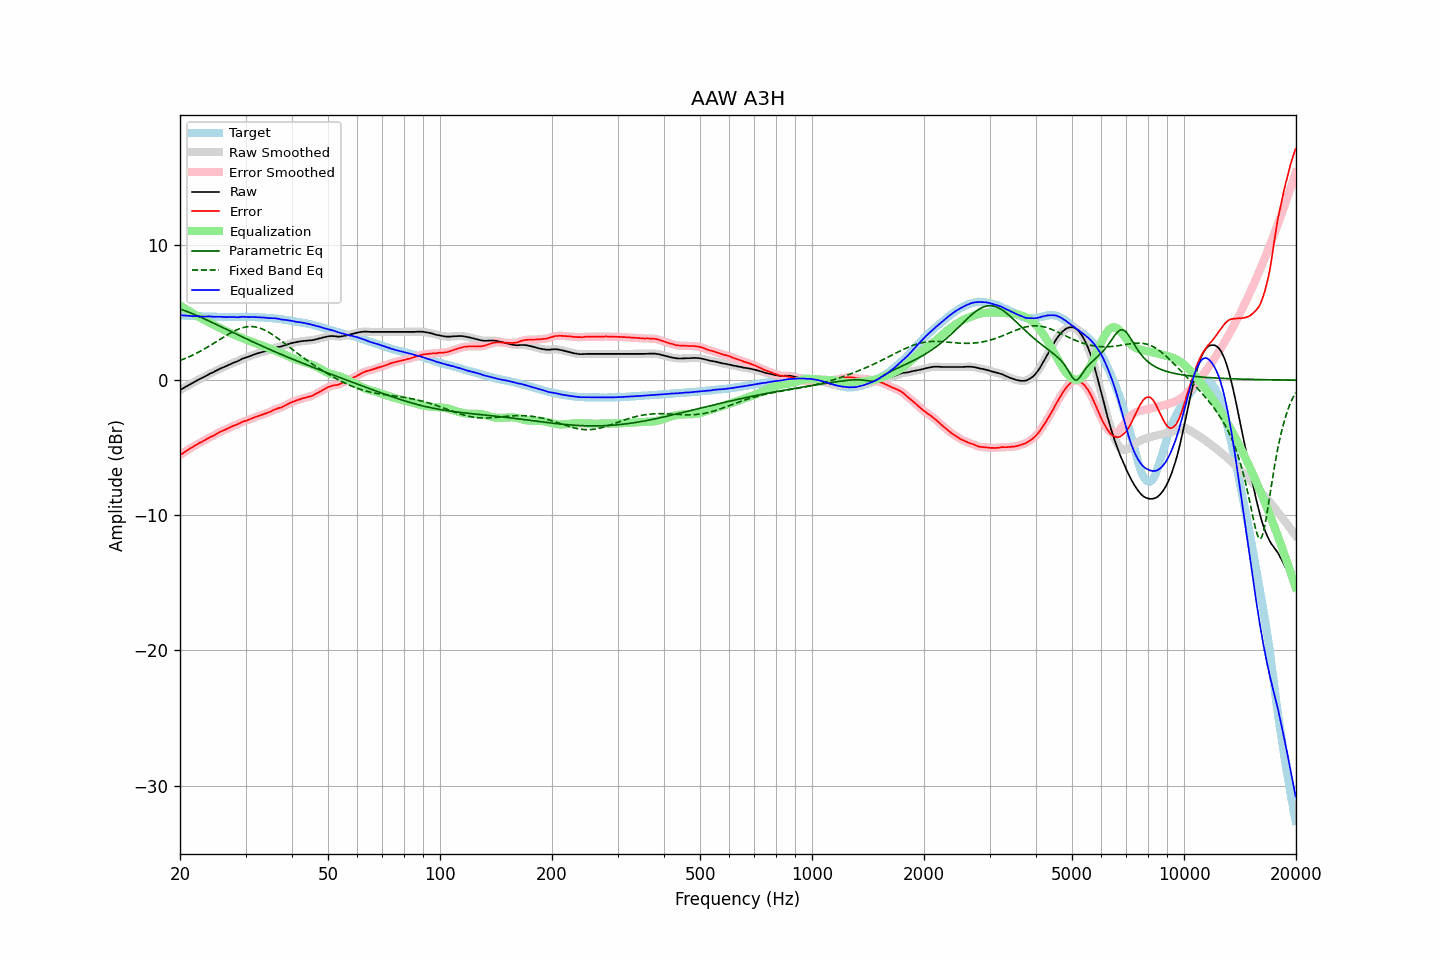 AAW A3H
Target
Raw Smoothed
Error Smoothed
Raw
Error
Equalization
Parametric Eq
Fixed Band Eq
Equalized
10
0
−10
−20
−30
Amplitude (dBr)
20
50
100
200
500
1000
2000
5000
10000
20000
Frequency (Hz)